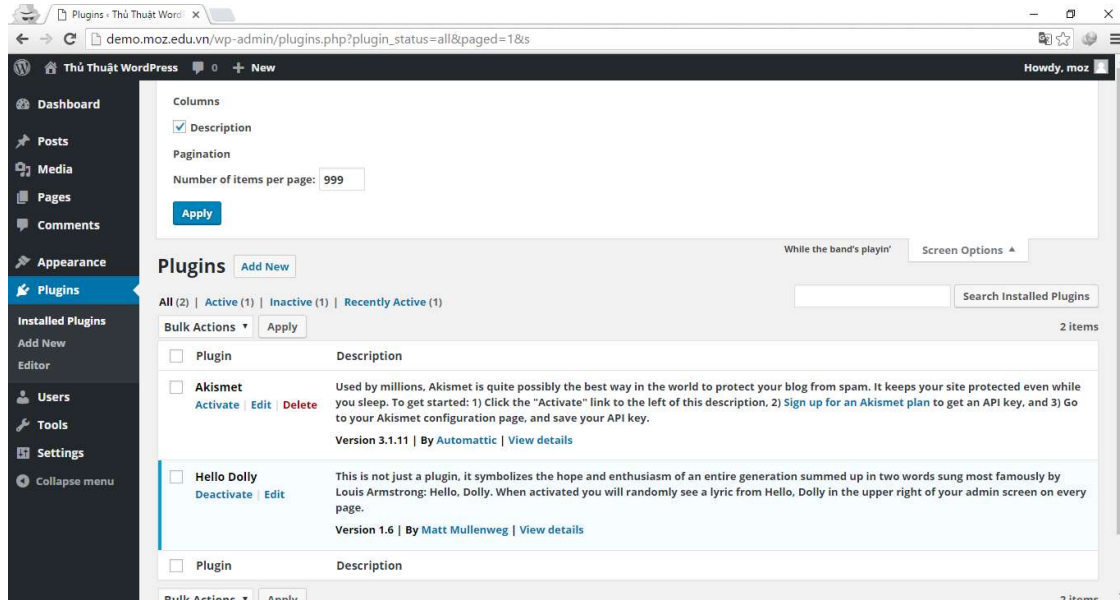 Plugins ‹ Thủ Thuật Word
demo.moz.edu.vn/wp-admin/plugins.php?plugin_status=all&paged=1&s
Thủ Thuật WordPress 0 + New Howdy, moz
Dashboard
Posts
Media
Pages
Comments
Appearance
Plugins
Installed Plugins
Add New
Editor
Users
Tools
Settings
Collapse menu
Columns
Description
Pagination
Number of items per page: 999
Apply
While the band's playin'
Screen Options
Plugins Add New
All (2) | Active (1) | Inactive (1) | Recently Active (1)
Search Installed Plugins
Bulk Actions Apply
2 items
Plugin Description
Akismet
Activate | Edit | Delete
Used by millions, Akismet is quite possibly the best way in the world to protect your blog from spam. It keeps your site protected even while
you sleep. To get started: 1) Click the "Activate" link to the left of this description, 2) Sign up for an Akismet plan to get an API key, and 3) Go
to your Akismet configuration page, and save your API key.
Version 3.1.11 | By Automattic | View details
Hello Dolly
Deactivate | Edit
This is not just a plugin, it symbolizes the hope and enthusiasm of an entire generation summed up in two words sung most famously by
Louis Armstrong: Hello, Dolly. When activated you will randomly see a lyric from Hello, Dolly in the upper right of your admin screen on every
page.
Version 1.6 | By Matt Mullenweg | View details
Plugin Description
Bulk Actions Apply
2 items